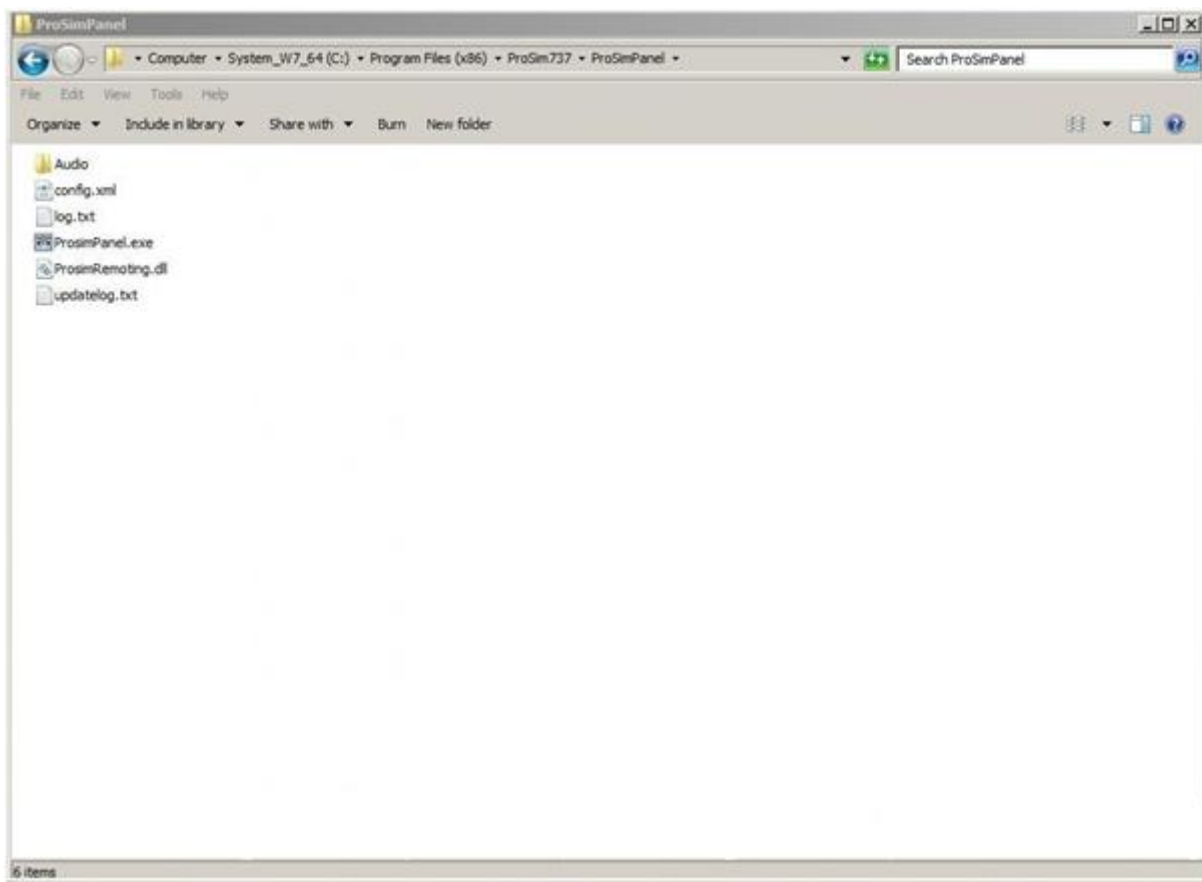 ProSimPanel
Computer System_W7_64 (C:) Program Files (x86) ProSim737 ProSimPanel Search ProSimPanel
File Edit View Tools Help
Organize Include in library Share with Burn New folder
Audio
config.xml
log.txt
ProsimPanel.exe
ProsimRemoting.dll
updatelog.txt
6 items